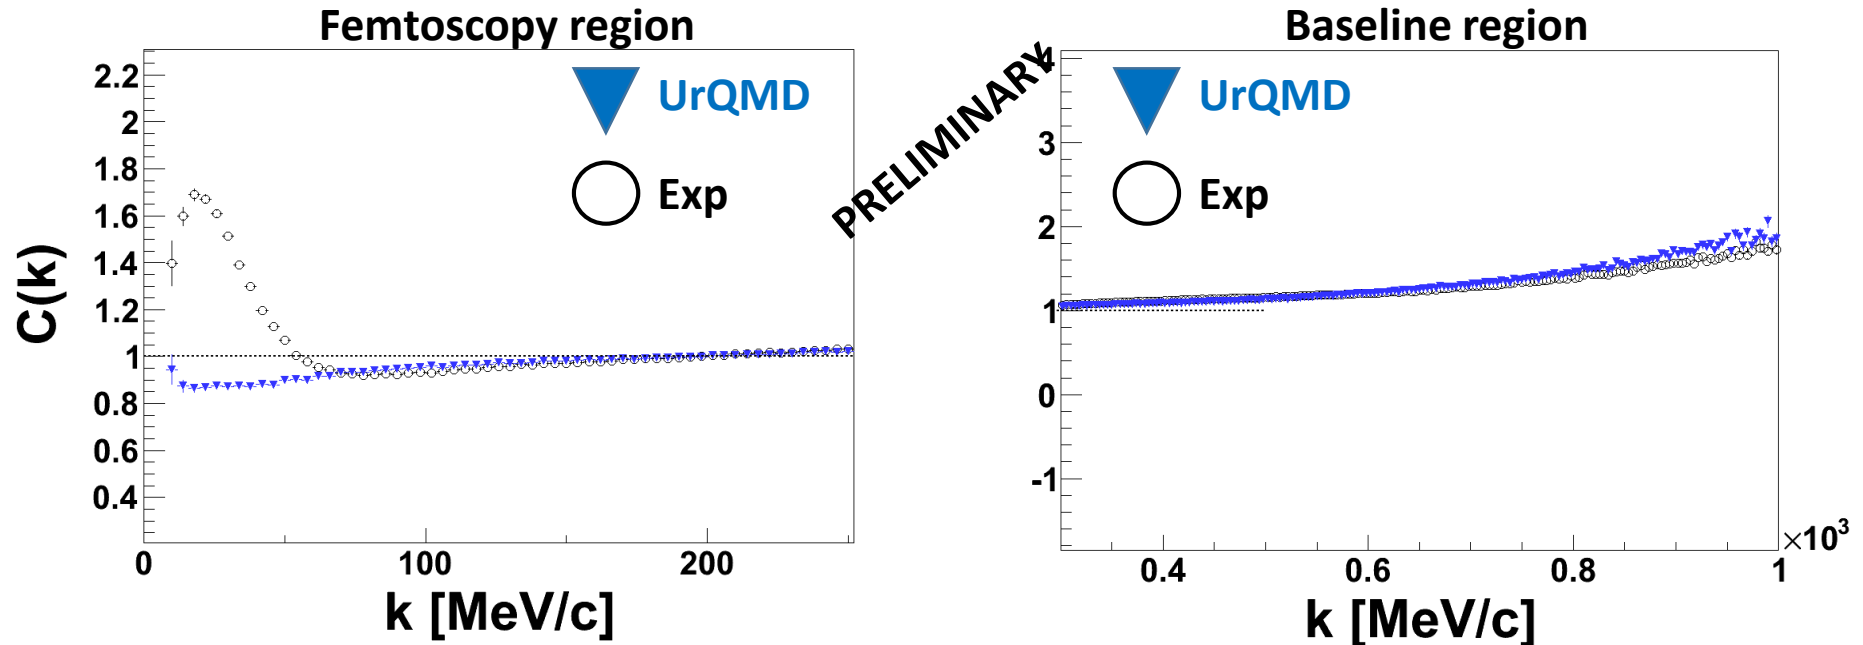 Femtoscopy region
UrQMD
Exp
2.2
2
1.8
1.6
1.4
1.2
1
0.8
0.6
0.4
C(k)
0 100 200
k [MeV/c]
PRELIMINARY
Baseline region
UrQMD
Exp
4
3
2
1
0
-1
0.4 0.6 0.8 1
×10³
k [MeV/c]